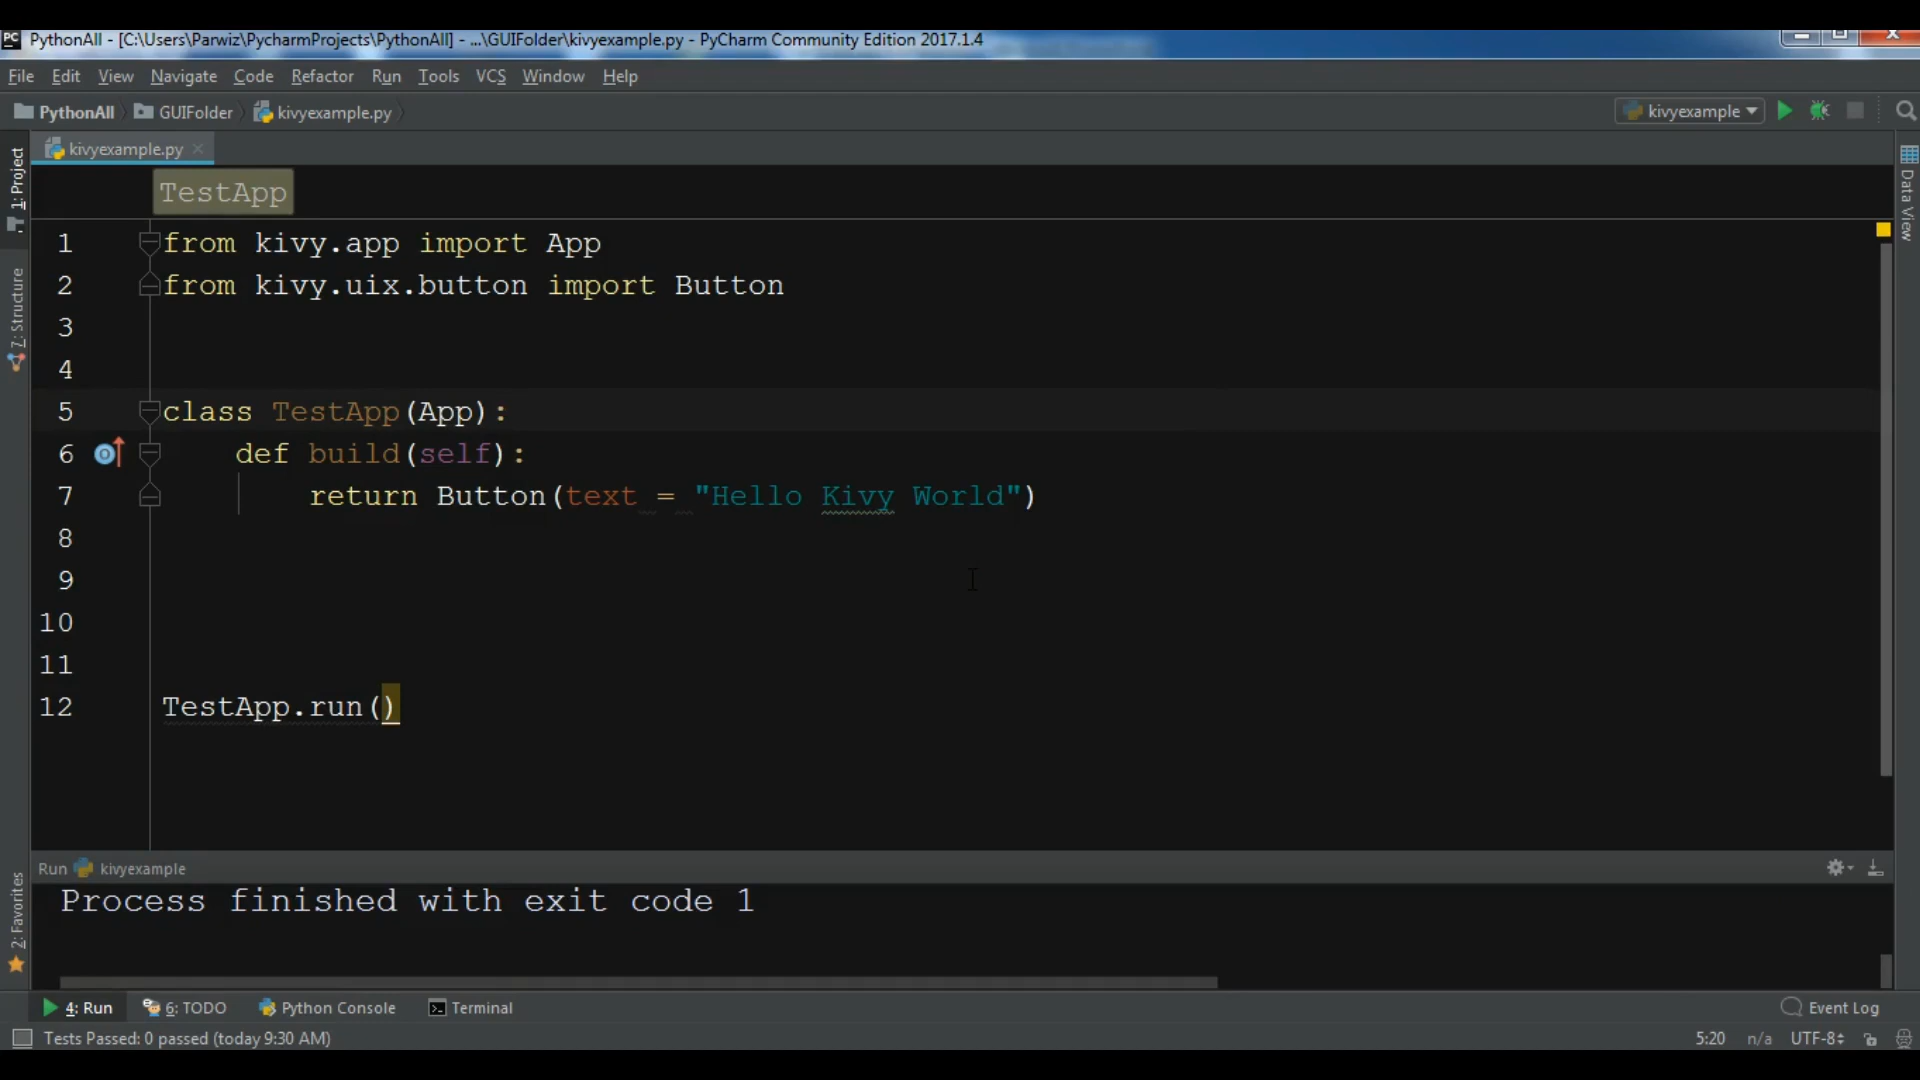 PC PythonAll - [C:\Users\Parwiz\PycharmProjects\PythonAll] - ...\GUIFolder\kivyexample.py - PyCharm Community Edition 2017.1.4
File Edit View Navigate Code Refactor Run Tools VCS Window Help
PythonAll GUIFolder kivyexample.py kivyexample
kivyexample.py
1: Project
Data View
TestApp
1 from kivy.app import App
2 from kivy.uix.button import Button
3
7: Structure
4
5 class TestApp(App):
6 def build(self):
7 return Button(text = "Hello Kivy World")
8
9
10
11
12 TestApp.run()
Run kivyexample
2: Favorites
Process finished with exit code 1
4: Run 6: TODO Python Console Terminal Event Log
Tests Passed: 0 passed (today 9:30 AM) 5:20 n/a UTF-8